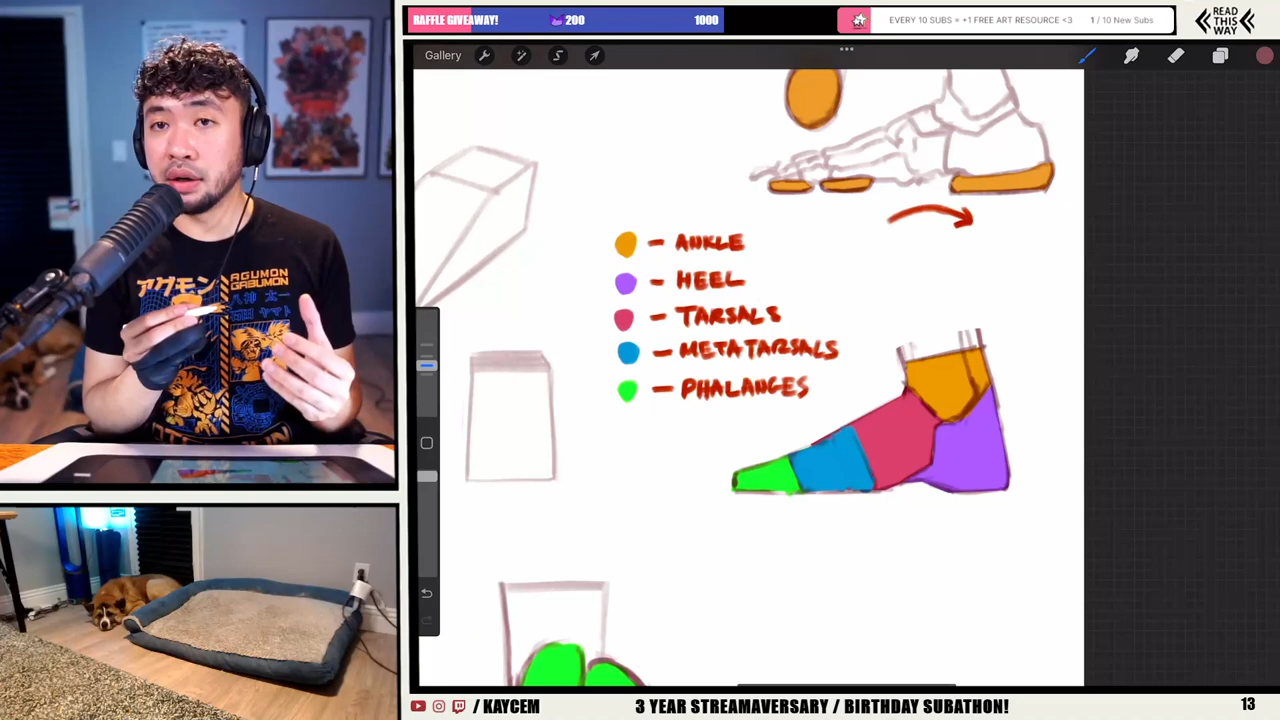 RAFFLE GIVEAWAY! 200 1000
EVERY 10 SUBS = +1 FREE ART RESOURCE <3 1 / 10 New Subs
READ
THIS
WAY
Gallery
アグモン
AGUMON
GABUMON
ANKLE
HEEL
TARSALS
METATARSALS
PHALANGES
/ KAYCEM
3 YEAR STREAMAVERSARY / BIRTHDAY SUBATHON!
13